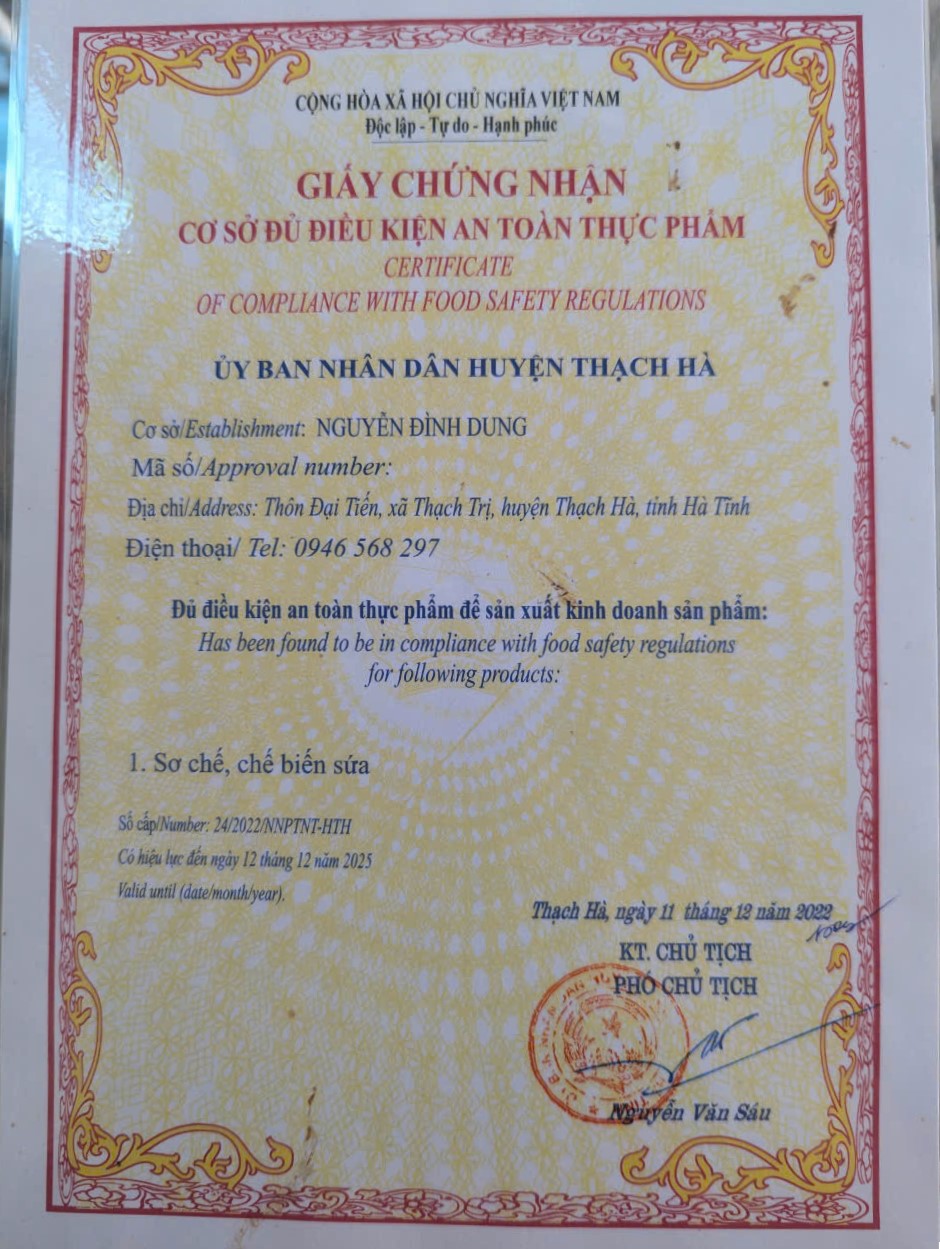 CỘNG HÒA XÃ HỘI CHỦ NGHĨA VIỆT NAM
Độc lập - Tự do - Hạnh phúc
GIẤY CHỨNG NHẬN
CƠ SỞ ĐỦ ĐIỀU KIỆN AN TOÀN THỰC PHẨM
CERTIFICATE
OF COMPLIANCE WITH FOOD SAFETY REGULATIONS
ỦY BAN NHÂN DÂN HUYỆN THẠCH HÀ
Cơ sở/Establishment: NGUYỄN ĐÌNH DUNG
Mã số/Approval number:
Địa chỉ/Address: Thôn Đại Tiến, xã Thạch Trị, huyện Thạch Hà, tỉnh Hà Tĩnh
Điện thoại/ Tel: 0946 568 297
Đủ điều kiện an toàn thực phẩm để sản xuất kinh doanh sản phẩm:
Has been found to be in compliance with food safety regulations
for following products:
1. Sơ chế, chế biến sứa
Số cấp/Number: 24/2022/NNPTNT-HTH
Có hiệu lực đến ngày 12 tháng 12 năm 2025
Valid until (date/month/year).
Thạch Hà, ngày 11 tháng 12 năm 2022
KT. CHỦ TỊCH
PHÓ CHỦ TỊCH
Nguyễn Văn Sáu